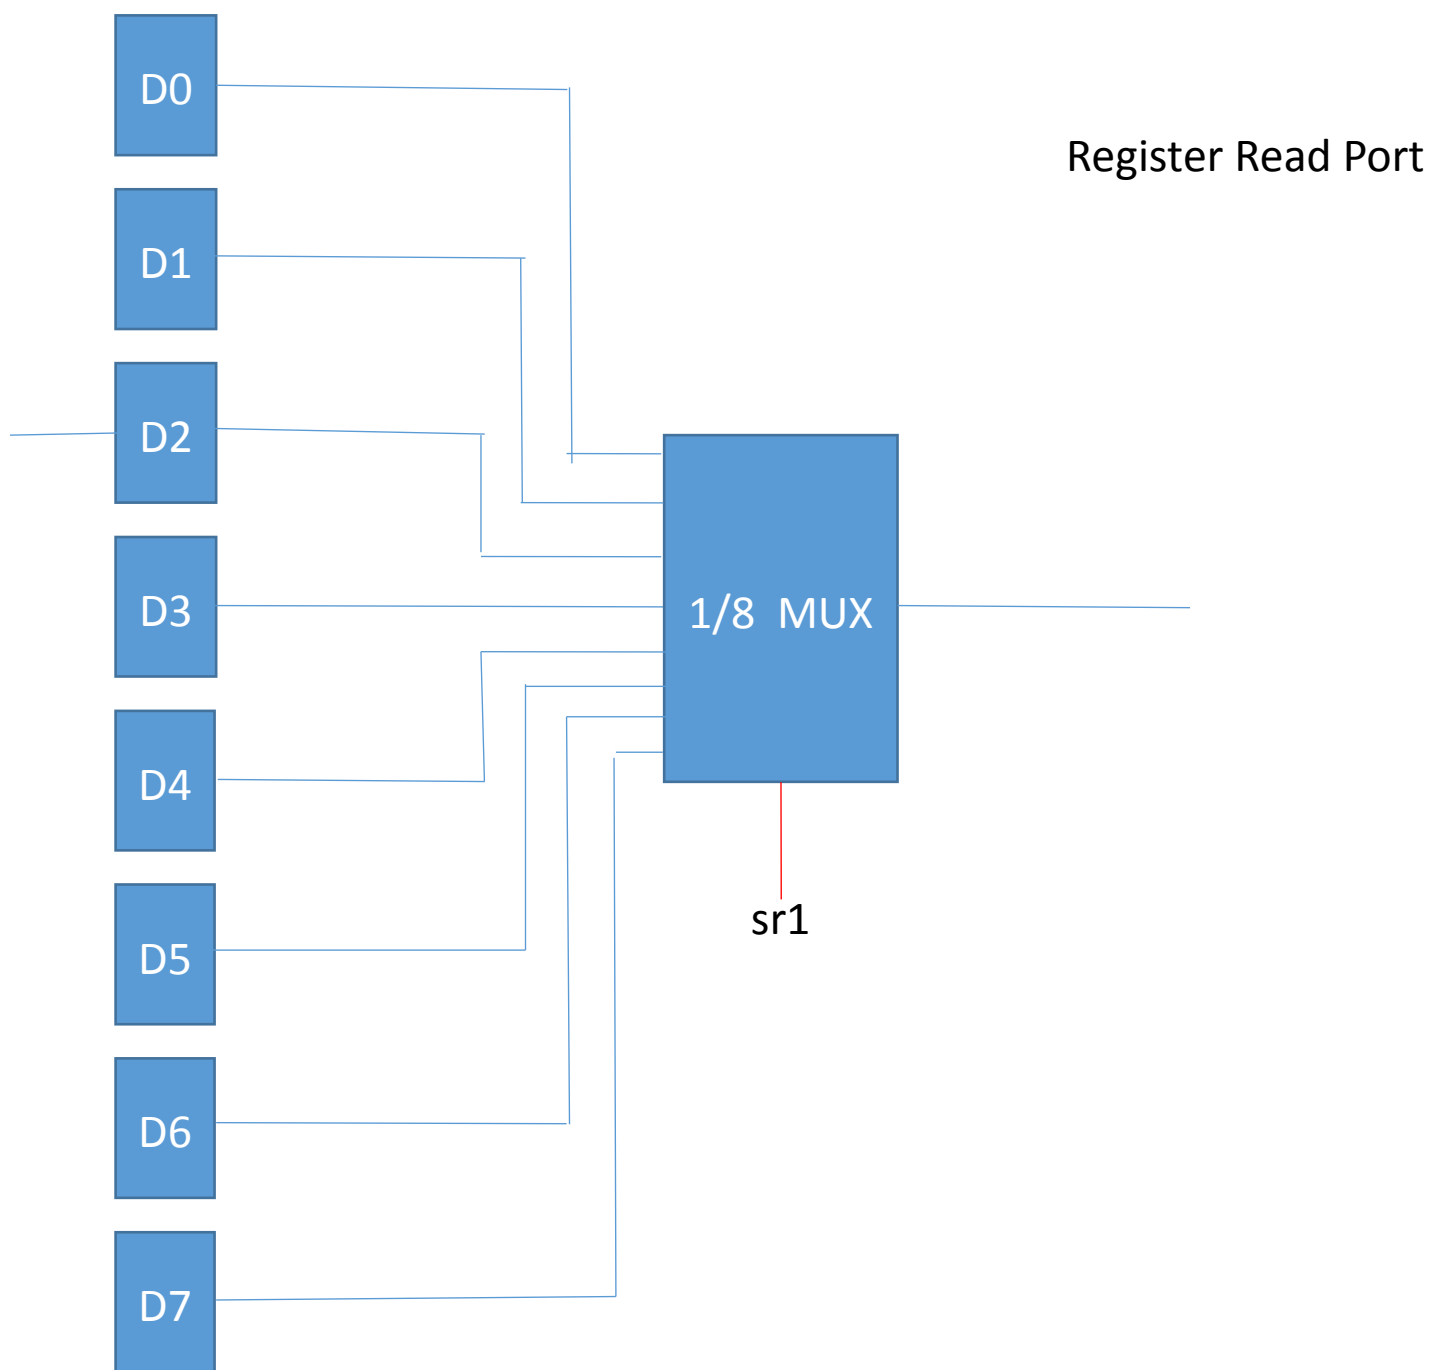 D0
Register Read Port
D1
D2
D3
1/8  MUX
D4
sr1
D5
D6
D7